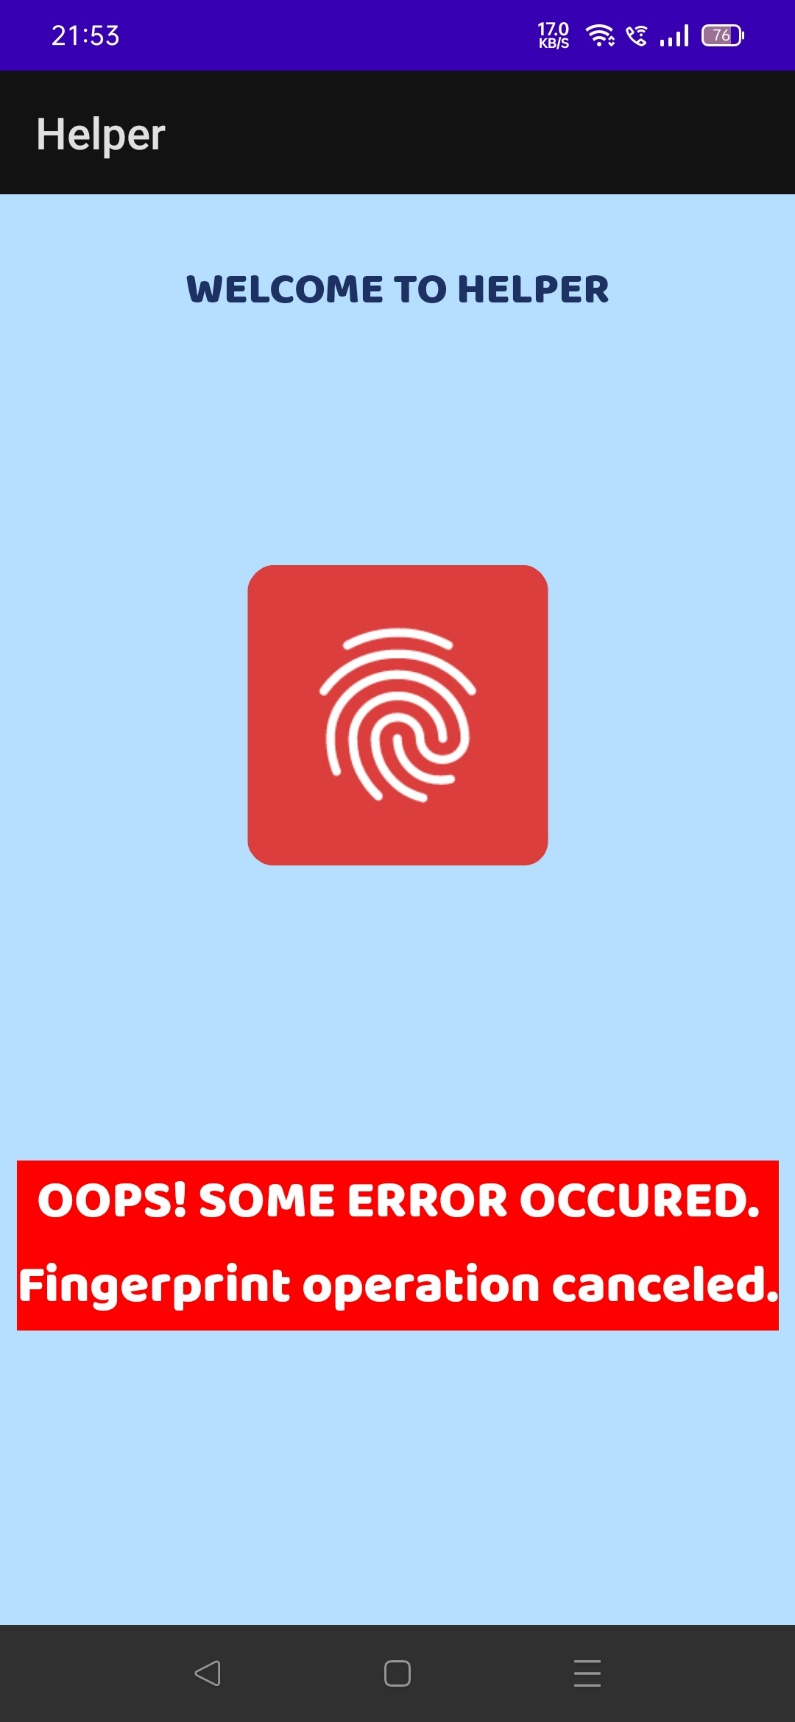 21:53
17.0
KB/S
76
Helper
WELCOME TO HELPER
OOPS! SOME ERROR OCCURED.
Fingerprint operation canceled.